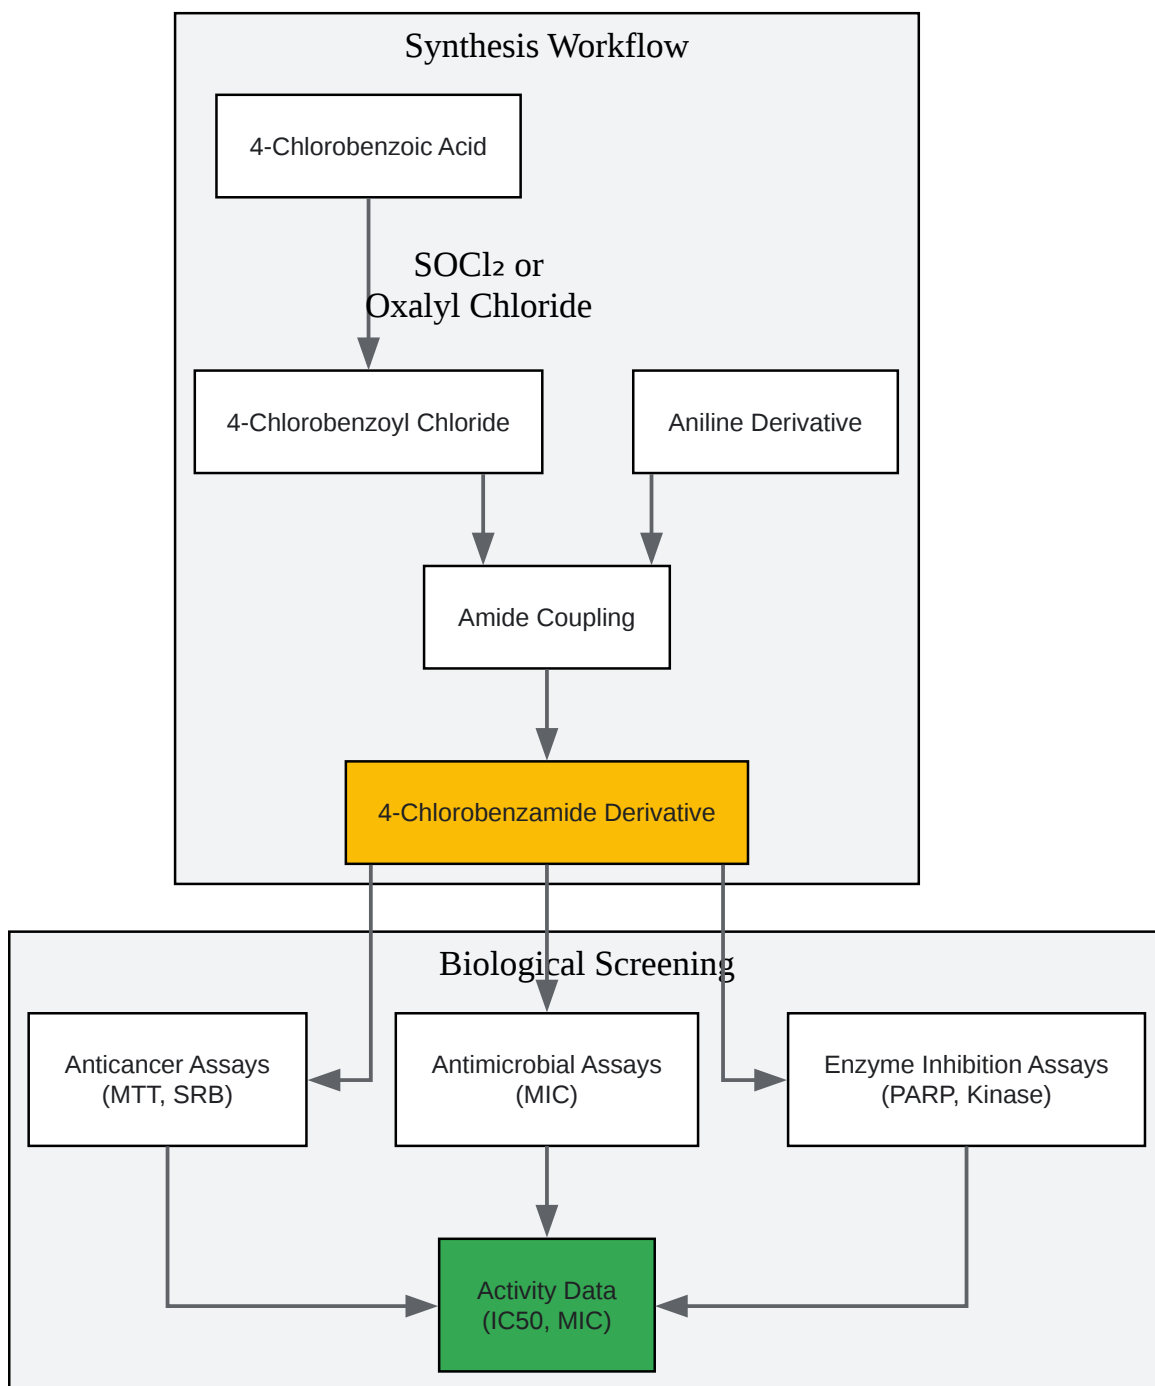 Synthesis Workflow
4-Chlorobenzoic Acid
SOCl₂ or
Oxalyl Chloride
4-Chlorobenzoyl Chloride
Aniline Derivative
Amide Coupling
4-Chlorobenzamide Derivative
Biological Screening
Anticancer Assays
(MTT, SRB)
Antimicrobial Assays
(MIC)
Enzyme Inhibition Assays
(PARP, Kinase)
Activity Data
(IC50, MIC)